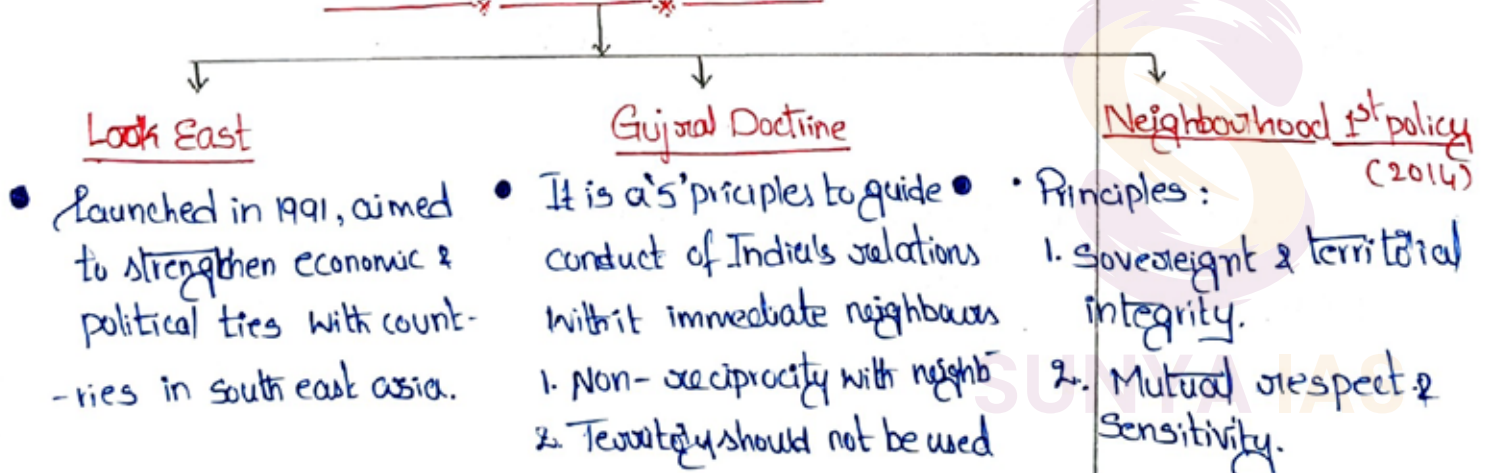 Look East
• Launched in 1991, aimed
to strengthen economic &
political ties with count-
-ries in south east asia.
Gujral Doctrine
• It is a '5' priciples to guide
conduct of India's relations
with it immediate neighbours
1. Non-reciprocity with neighb
2. Territory should not be used
Neighbourhood 1st policy
(2014)
• • Principles :
1. Sovereignt & territorial
integrity.
2. Mutual respect &
Sensitivity.
SUNYA IAS